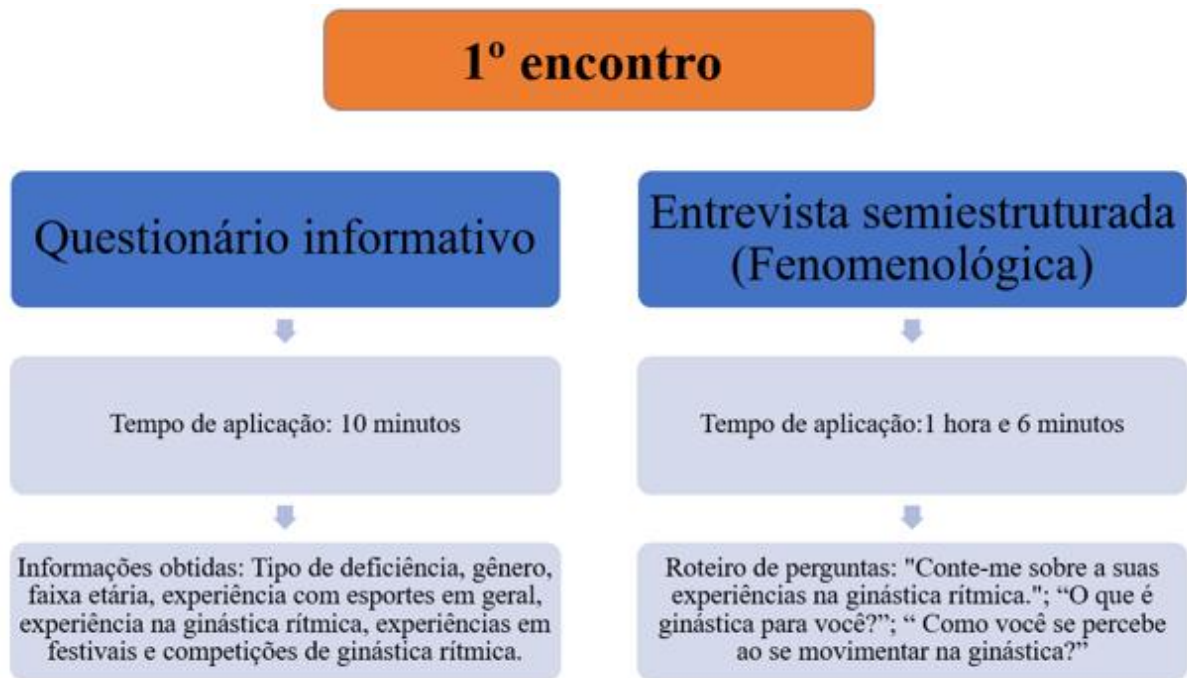 1º encontro
Questionário informativo
Tempo de aplicação: 10 minutos
Informações obtidas: Tipo de deficiência, gênero,
faixa etária, experiência com esportes em geral,
experiência na ginástica rítmica, experiências em
festivais e competições de ginástica rítmica.
Entrevista semiestruturada
(Fenomenológica)
Tempo de aplicação:1 hora e 6 minutos
Roteiro de perguntas: "Conte-me sobre a suas
experiências na ginástica rítmica."; “O que é
ginástica para você?”; “ Como você se percebe
ao se movimentar na ginástica?”